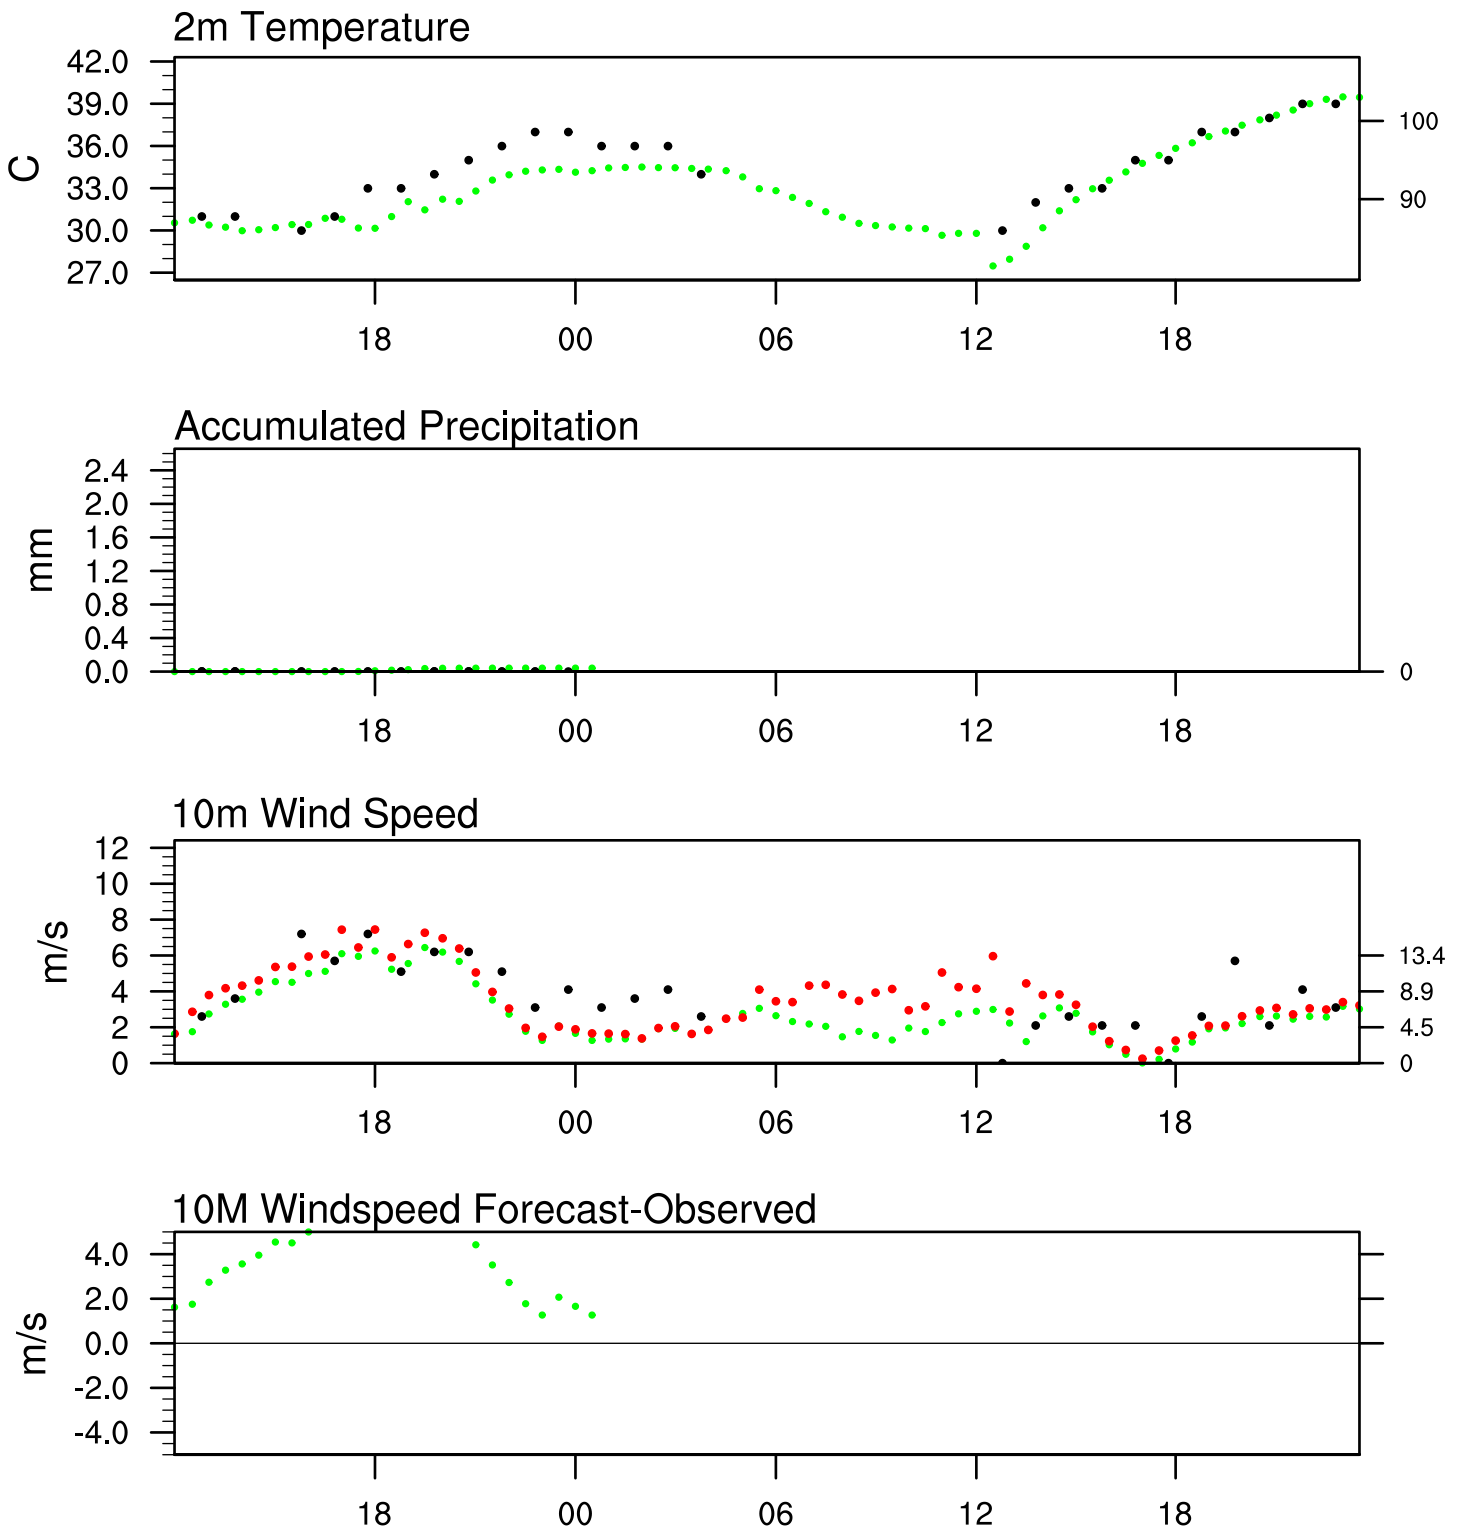 2m Temperature
42.0
39.0
36.0
33.0
30.0
27.0
C
100
90
18 00 06 12 18
Accumulated Precipitation
2.4
2.0
1.6
1.2
0.8
0.4
0.0
mm
0
18 00 06 12 18
10m Wind Speed
12
10
8
6
4
2
0
m/s
13.4
8.9
4.5
0
18 00 06 12 18
10M Windspeed Forecast-Observed
4.0
2.0
0.0
-2.0
-4.0
m/s
18 00 06 12 18